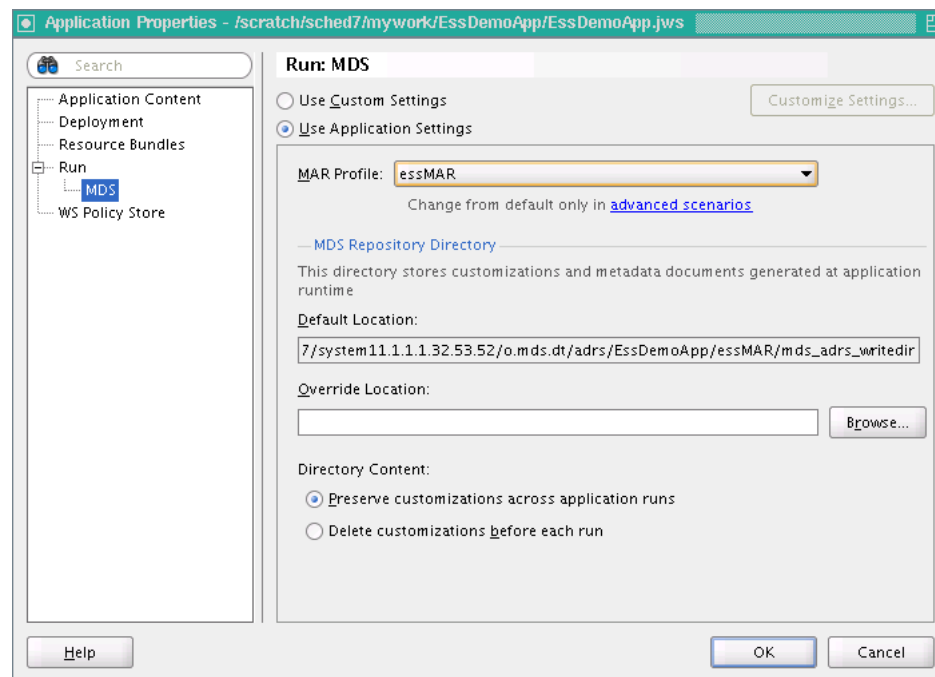 Application Properties - /scratch/sched7/mywork/EssDemoApp/EssDemoApp.jws
Search
Application Content
Deployment
Resource Bundles
Run
MDS
WS Policy Store
Run: MDS
Use Custom Settings
Customize Settings...
Use Application Settings
MAR Profile: essMAR
Change from default only in advanced scenarios
MDS Repository Directory
This directory stores customizations and metadata documents generated at application
runtime
Default Location:
7/system11.1.1.1.32.53.52/o.mds.dt/adrs/EssDemoApp/essMAR/mds_adrs_writedir
Override Location:
Browse...
Directory Content:
Preserve customizations across application runs
Delete customizations before each run
Help
OK
Cancel